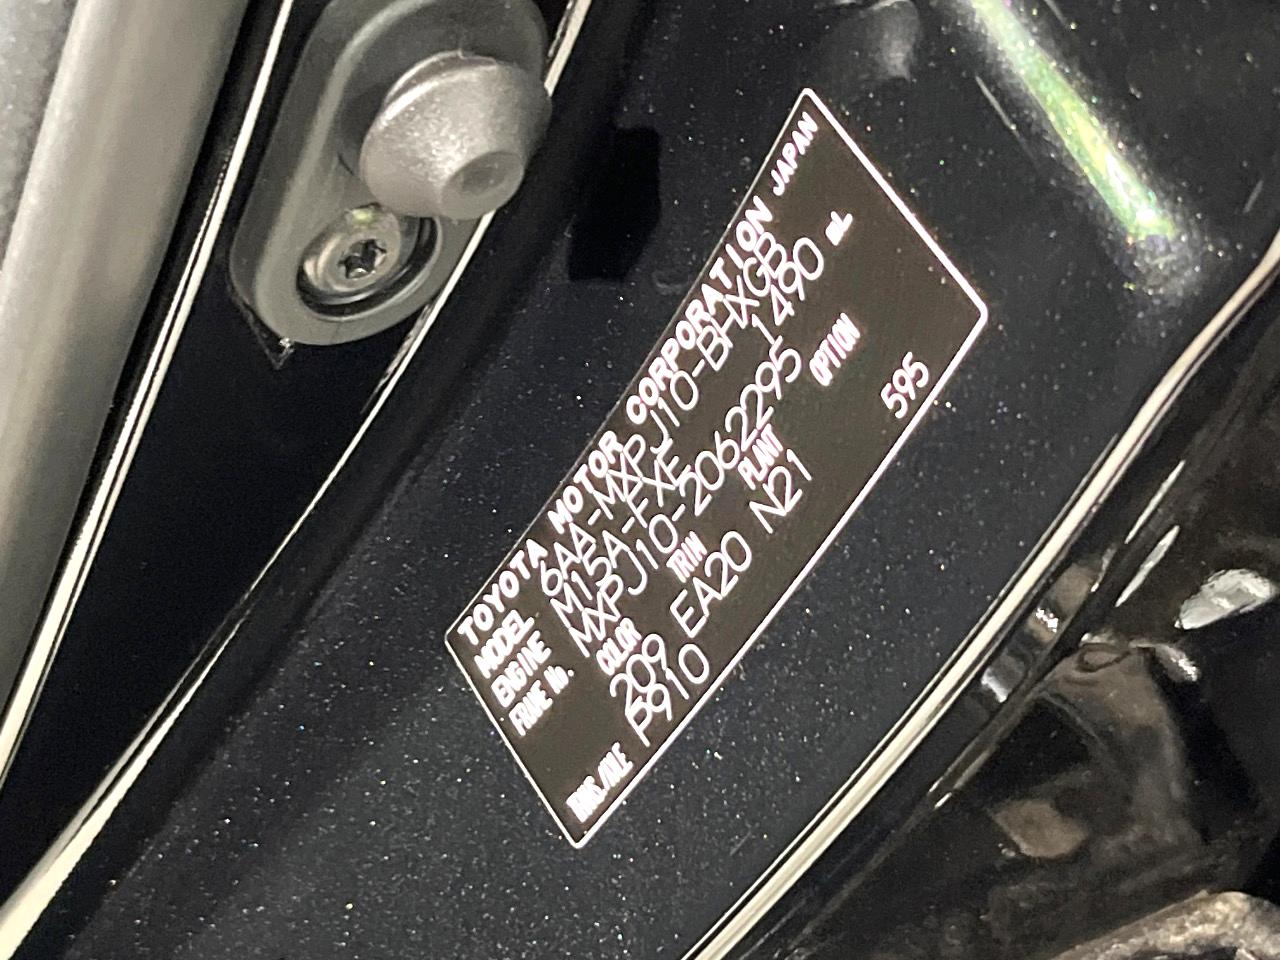 TOYOTA MOTOR CORPORATION JAPAN
MODEL 6AA-MXPJ10-BHXGB
ENGINE M15A-FXE 1490 mL
FRAME No. MXPJ10-2062295
COLOR TRIM PLANT OPTION
209 EA20 N21
TRANS/AXLE P910 595